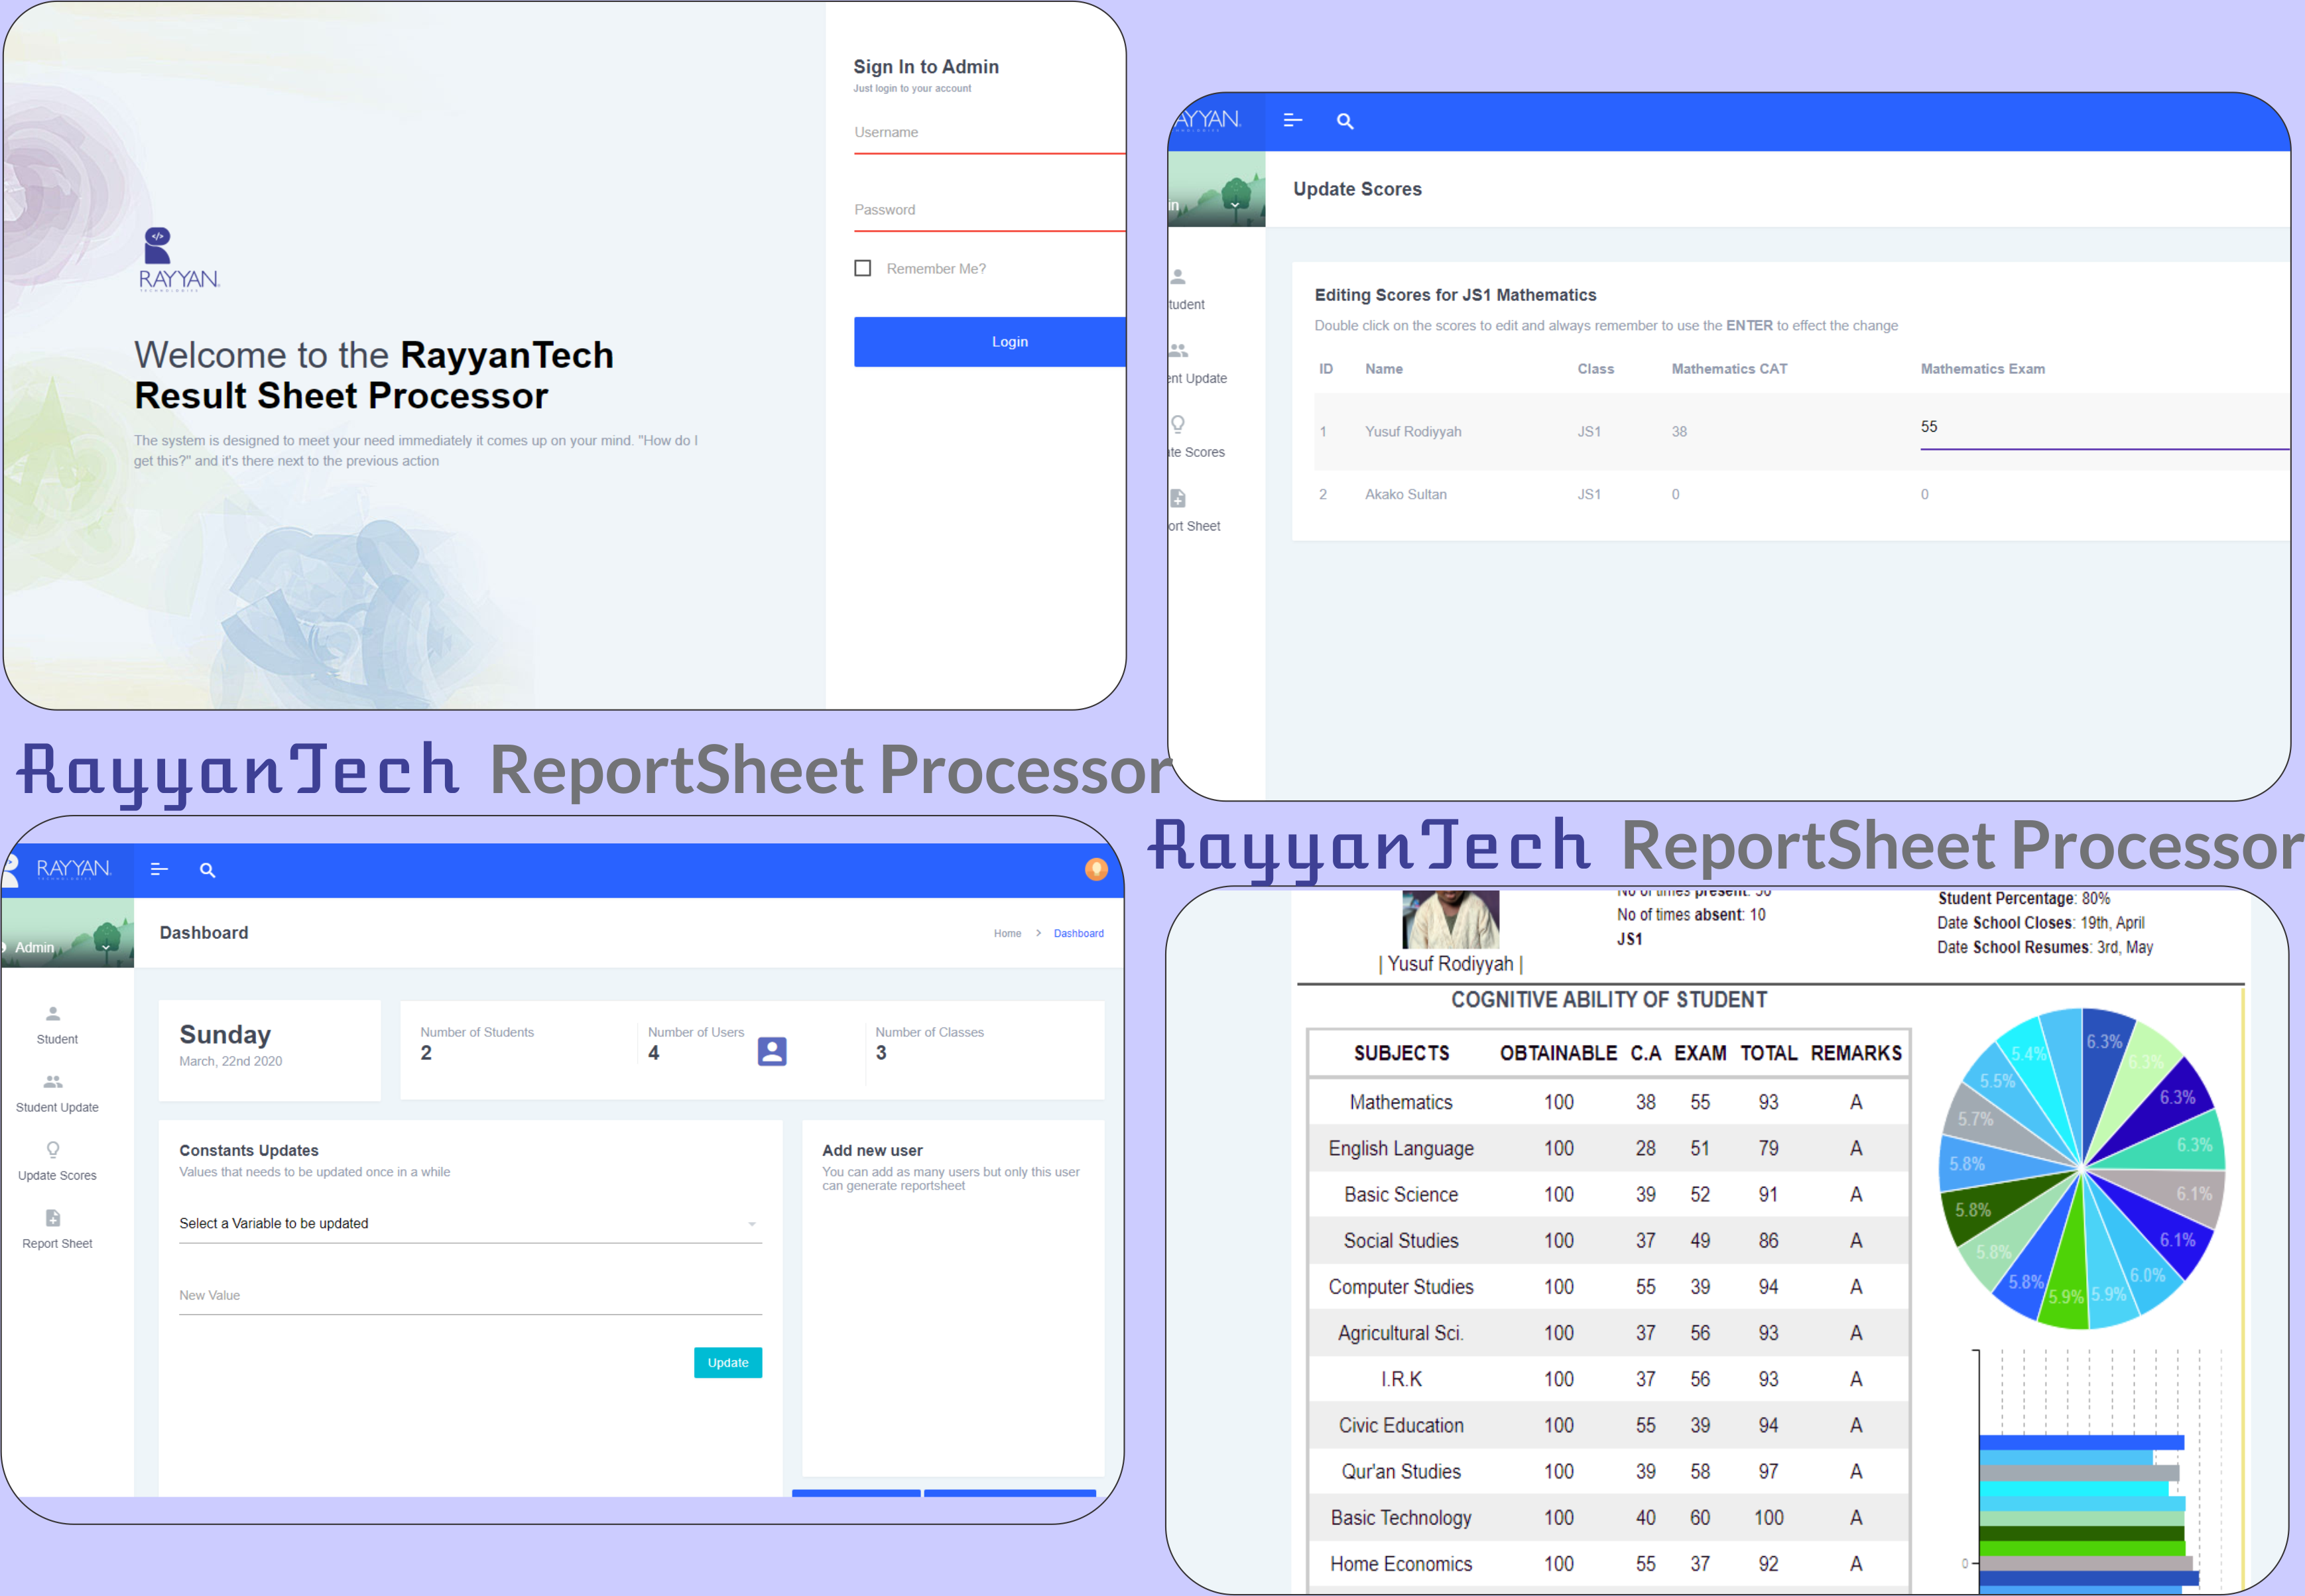 </>
RAYYAN
TECHNOLOGIES
Welcome to the RayyanTech
Result Sheet Processor
The system is designed to meet your need immediately it comes up on your mind. "How do I
get this?" and it's there next to the previous action
Sign In to Admin
Just login to your account
Username
Password
Remember Me?
Login
AYYAN
Update Scores
in
tudent
ent Update
te Scores
ort Sheet
Editing Scores for JS1 Mathematics
Double click on the scores to edit and always remember to use the ENTER to effect the change
ID Name Class Mathematics CAT Mathematics Exam
1 Yusuf Rodiyyah JS1 38 55
2 Akako Sultan JS1 0 0
RayyanTech ReportSheet Processor
RAYYAN
Admin
Dashboard
Home > Dashboard
Student
Student Update
Update Scores
Report Sheet
Sunday
March, 22nd 2020
Number of Students
2
Number of Users
4
Number of Classes
3
Constants Updates
Values that needs to be updated once in a while
Select a Variable to be updated
New Value
Update
Add new user
You can add as many users but only this user
can generate reportsheet
RayyanTech ReportSheet Processor
| Yusuf Rodiyyah |
No of times present:
No of times absent: 10
JS1
Student Percentage: 80%
Date School Closes: 19th, April
Date School Resumes: 3rd, May
COGNITIVE ABILITY OF STUDENT
SUBJECTS OBTAINABLE C.A EXAM TOTAL REMARKS
Mathematics 100 38 55 93 A
English Language 100 28 51 79 A
Basic Science 100 39 52 91 A
Social Studies 100 37 49 86 A
Computer Studies 100 55 39 94 A
Agricultural Sci. 100 37 56 93 A
I.R.K 100 37 56 93 A
Civic Education 100 55 39 94 A
Qur'an Studies 100 39 58 97 A
Basic Technology 100 40 60 100 A
Home Economics 100 55 37 92 A
6.3%
6.3%
6.3%
6.3%
6.1%
6.1%
6.0%
5.9%
5.9%
5.8%
5.8%
5.8%
5.8%
5.7%
5.5%
5.4%
0